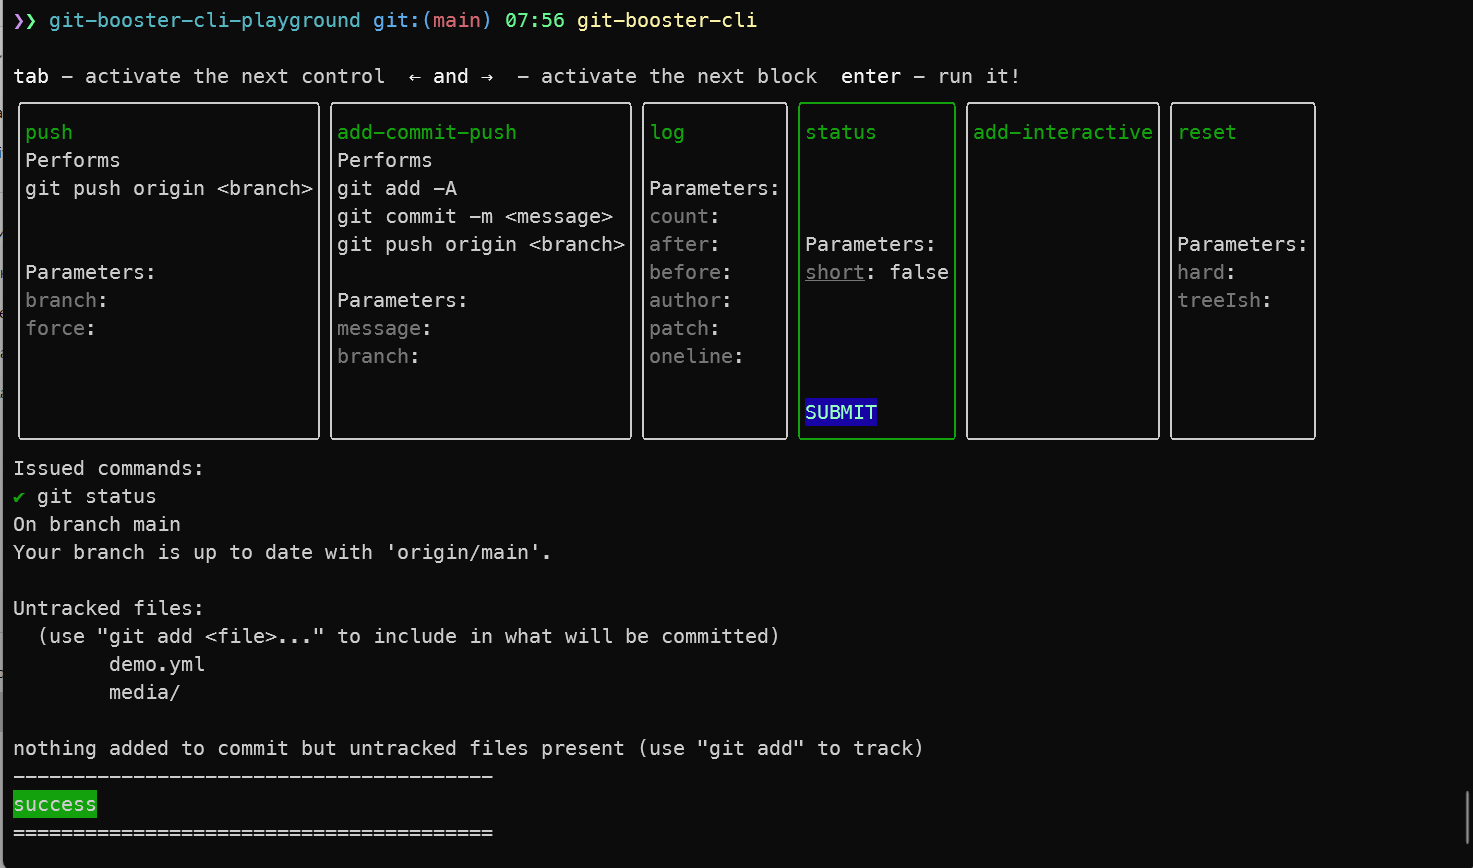 ❯❯ git-booster-cli-playground git:(main) 07:56 git-booster-cli
tab – activate the next control  ← and →  – activate the next block  enter – run it!
push
Performs
git push origin <branch>
Parameters:
branch:
force:
add-commit-push
Performs
git add -A
git commit -m <message>
git push origin <branch>
Parameters:
message:
branch:
log
Parameters:
count:
after:
before:
author:
patch:
oneline:
status
Parameters:
short: false
SUBMIT
add-interactive
reset
Parameters:
hard:
treeIsh:
Issued commands:
✔ git status
On branch main
Your branch is up to date with 'origin/main'.
Untracked files:
  (use "git add <file>..." to include in what will be committed)
        demo.yml
        media/
nothing added to commit but untracked files present (use "git add" to track)
----------------------------------------
success
========================================